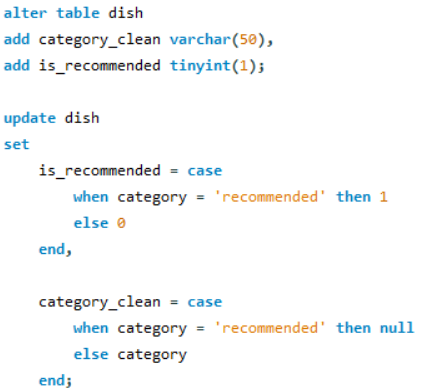 alter table dish
add category_clean varchar(50),
add is_recommended tinyint(1);
update dish
set
is_recommended = case
when category = 'recommended' then 1
else 0
end,
category_clean = case
when category = 'recommended' then null
else category
end;